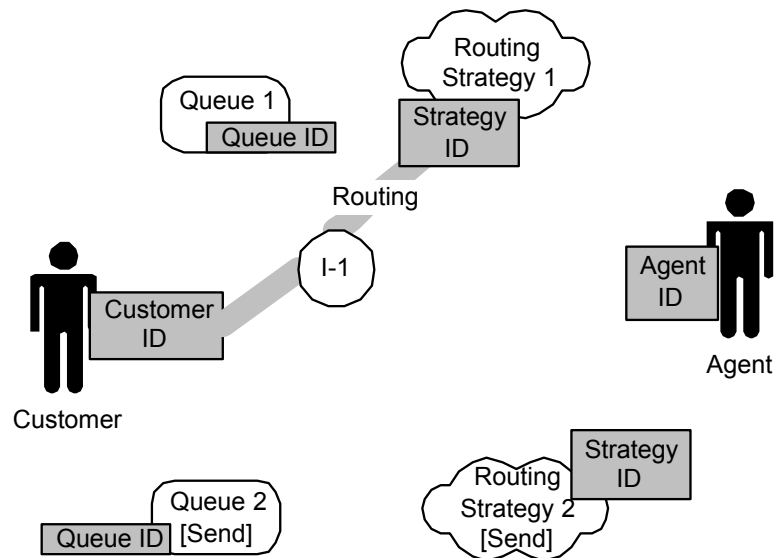 Routing
Strategy 1
Queue 1
Queue ID
Strategy
ID
Routing
I-1
Customer
ID
Agent
ID
Agent
Customer
Strategy
ID
Routing
Strategy 2
[Send]
Queue 2
[Send]
Queue ID